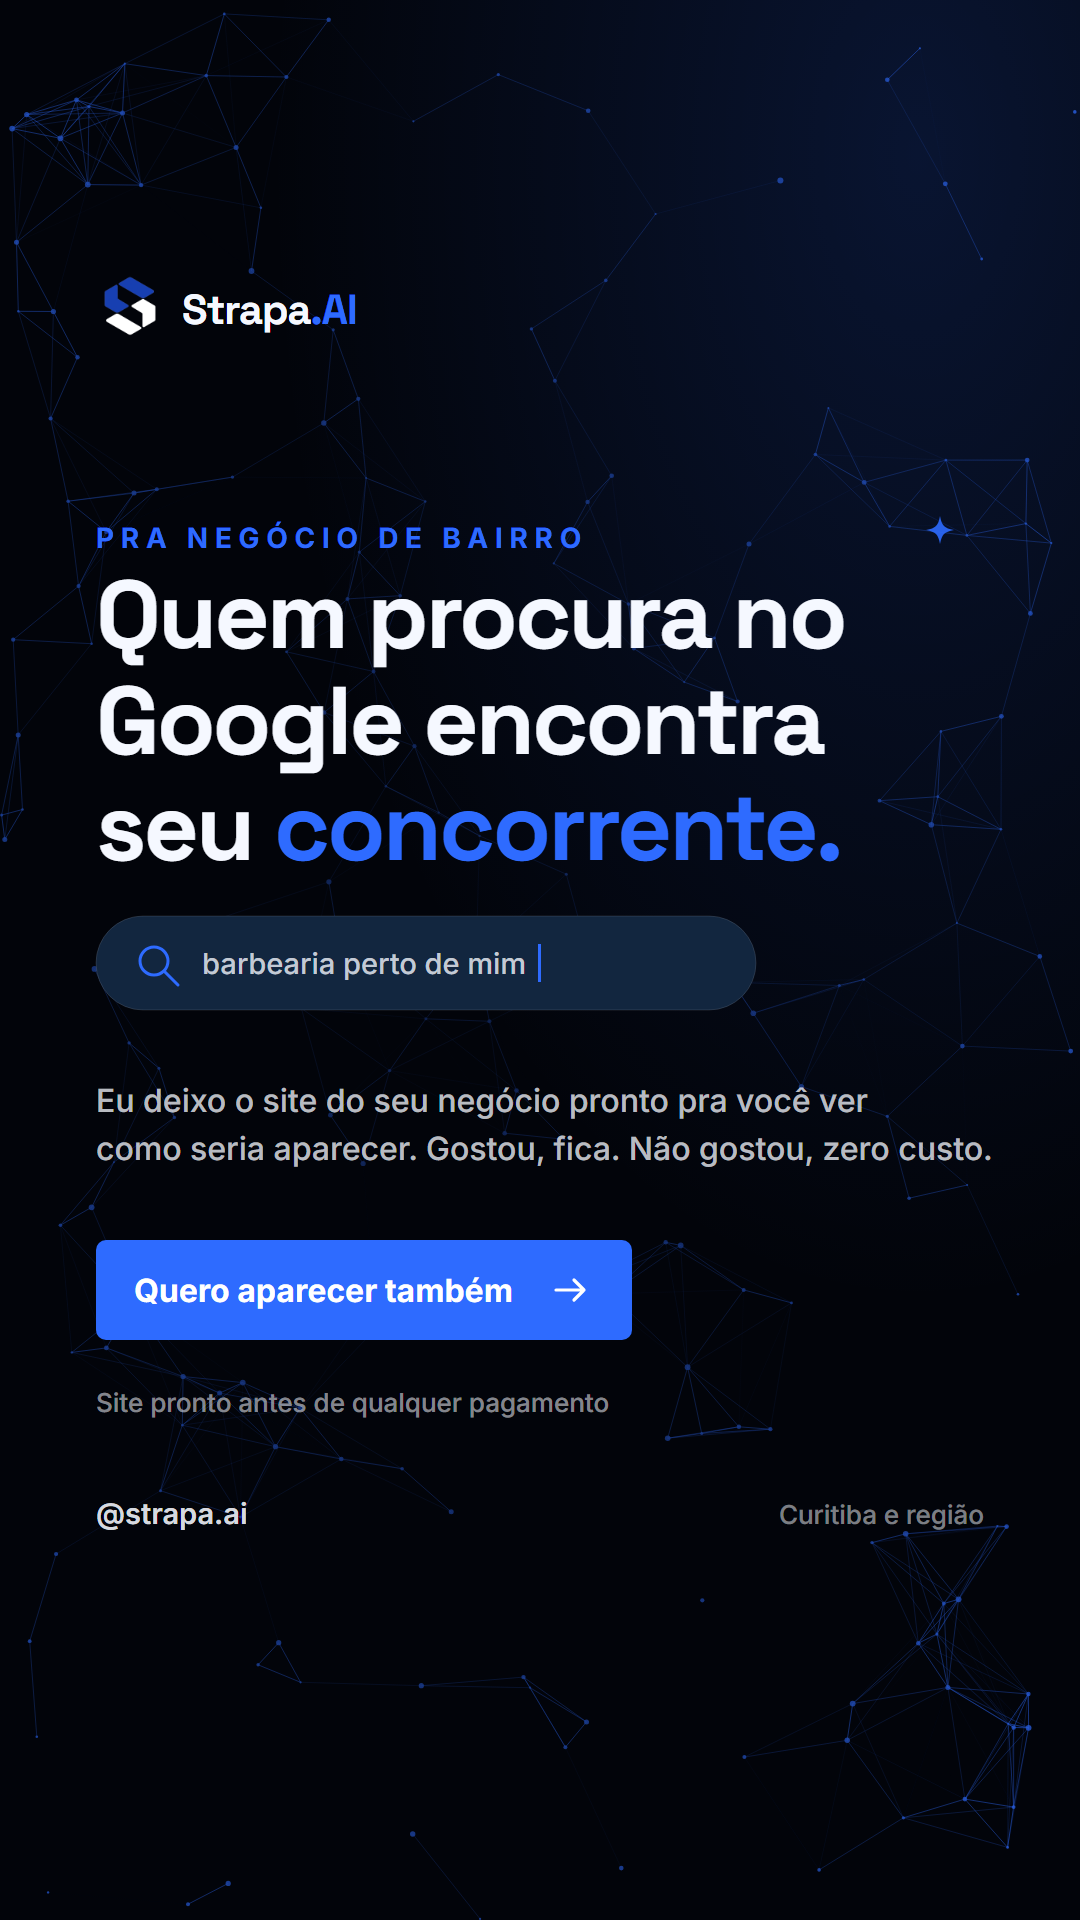 Strapa.AI
PRA NEGÓCIO DE BAIRRO
Quem procura no
Google encontra
seu concorrente.
barbearia perto de mim
Eu deixo o site do seu negócio pronto pra você ver
como seria aparecer. Gostou, fica. Não gostou, zero custo.
Quero aparecer também →
Site pronto antes de qualquer pagamento
@strapa.ai
Curitiba e região